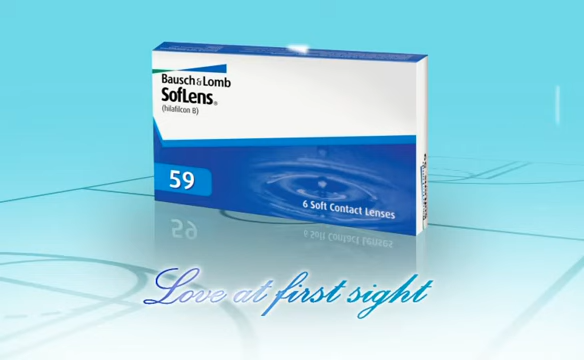 Bausch & Lomb
SofLens®
(hilafilcon B)
59
6 Soft Contact Lenses
Love at first sight